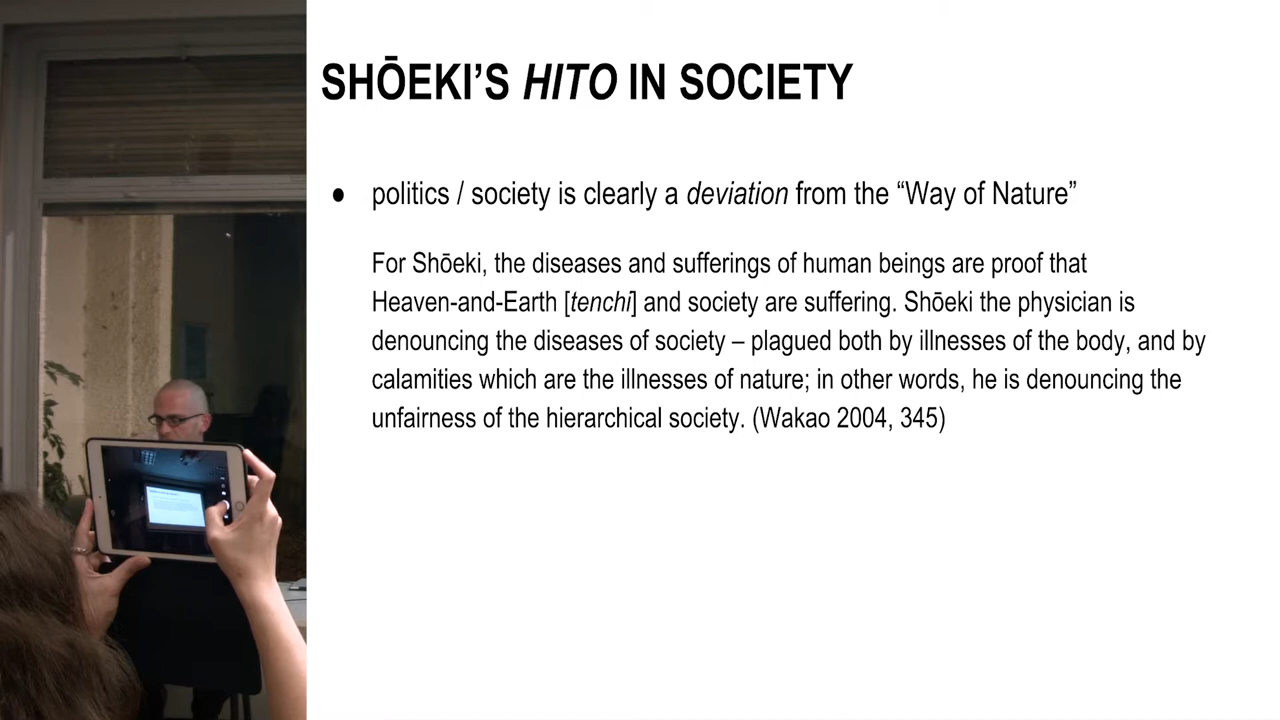 SHŌEKI’S HITO IN SOCIETY
● politics / society is clearly a deviation from the “Way of Nature”
For Shōeki, the diseases and sufferings of human beings are proof that
Heaven-and-Earth [tenchi] and society are suffering. Shōeki the physician is
denouncing the diseases of society – plagued both by illnesses of the body, and by
calamities which are the illnesses of nature; in other words, he is denouncing the
unfairness of the hierarchical society. (Wakao 2004, 345)